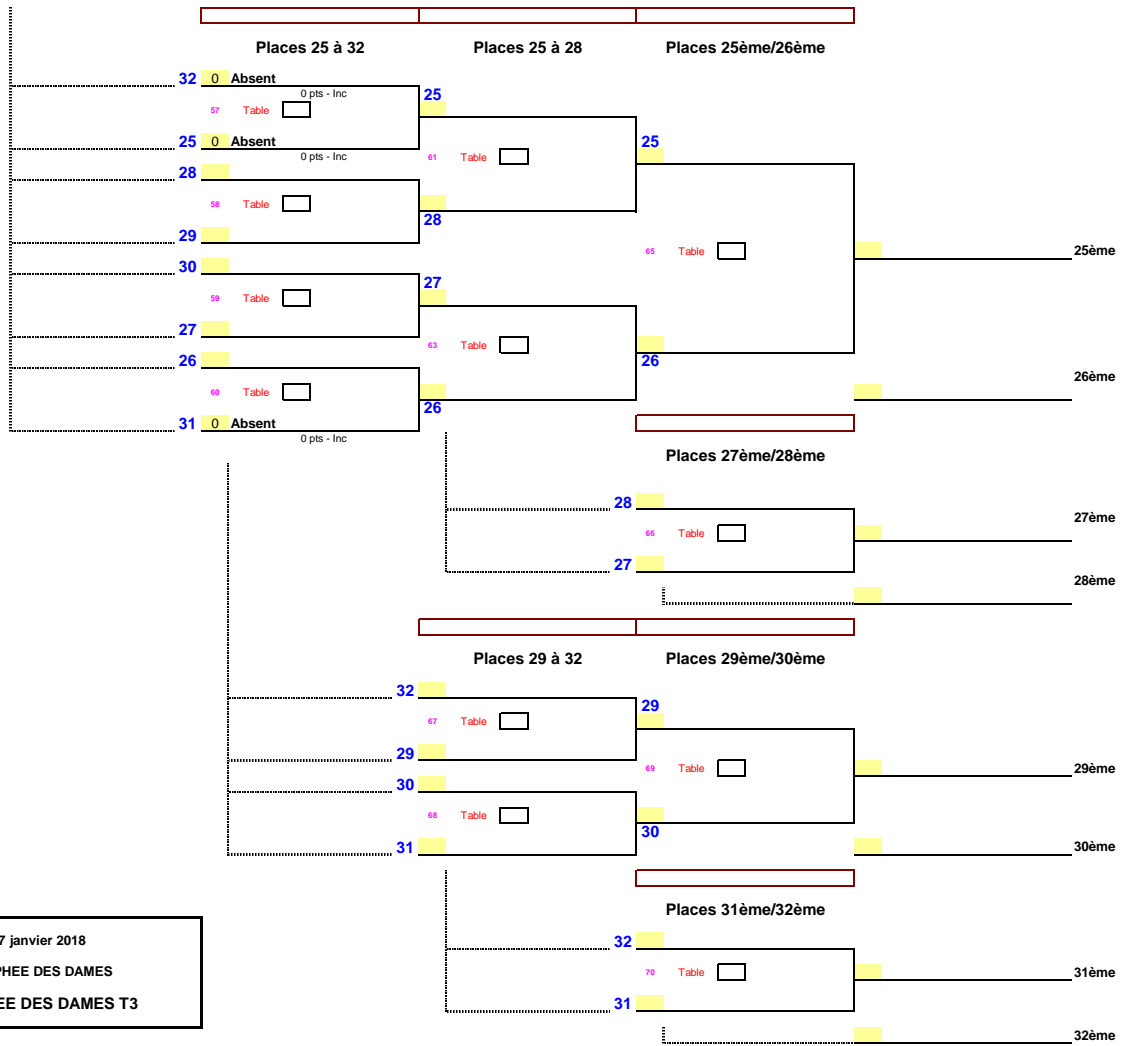 Places 25 à 32 Places 25 à 28 Places 25ème/26ème
32 0 Absent
0 pts - Inc 25
57 Table
25 0 Absent 25
0 pts - Inc 61 Table
28
58 Table
28
29
65 Table 25ème
30
27
59 Table
27
63 Table
26 26
26ème
60 Table
26
31 0 Absent
0 pts - Inc
Places 27ème/28ème
28
27ème
66 Table
27
28ème
Places 29 à 32 Places 29ème/30ème
32
29
67 Table
29
69 Table 29ème
30
68 Table
30
31 30ème
Places 31ème/32ème
7 janvier 2018 32
PHEE DES DAMES 70 Table 31ème
EE DES DAMES T3 31
32ème